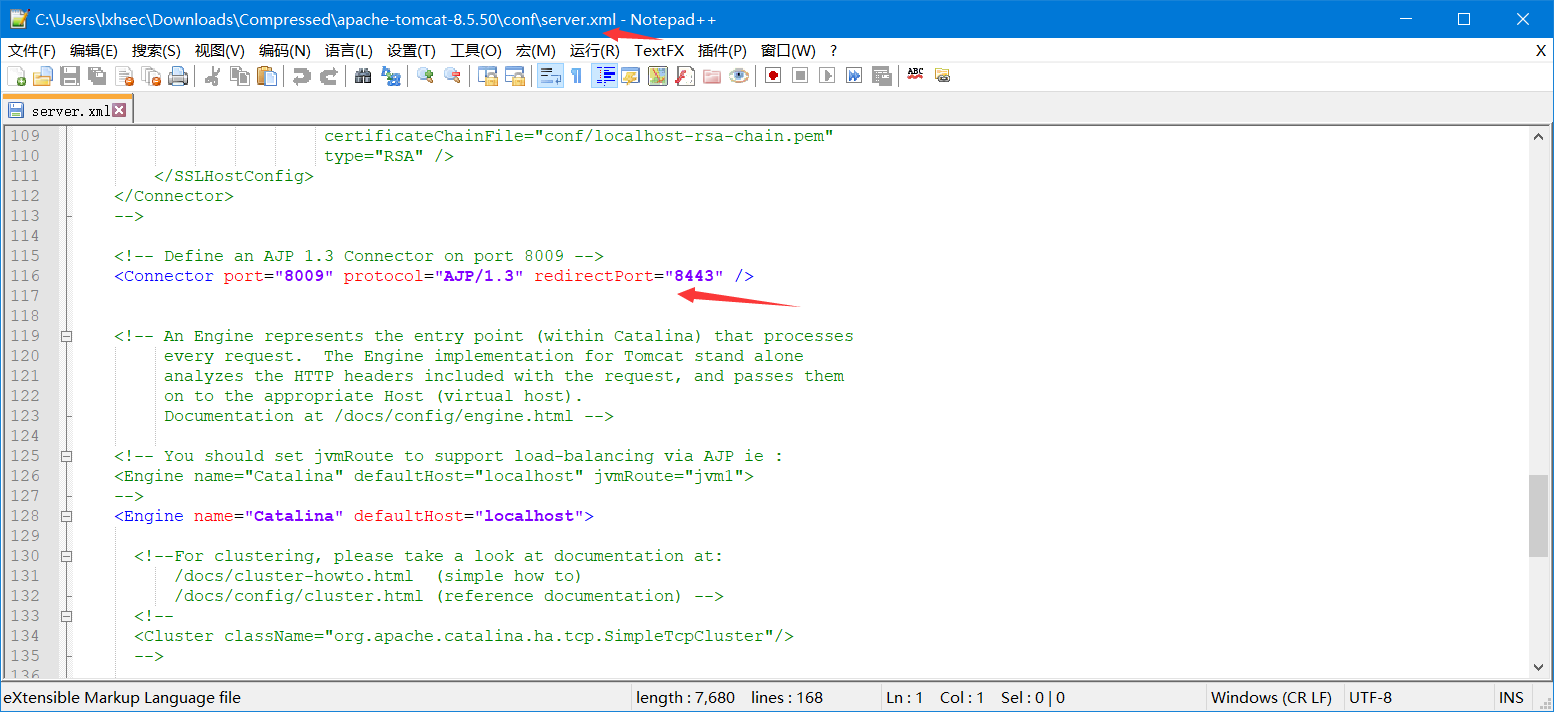 C:\Users\lxhsec\Downloads\Compressed\apache-tomcat-8.5.50\conf\server.xml - Notepad++
文件(F) 编辑(E) 搜索(S) 视图(V) 编码(N) 语言(L) 设置(T) 工具(O) 宏(M) 运行(R) TextFX 插件(P) 窗口(W) ? X
ABC
server.xml
109 certificateChainFile="conf/localhost-rsa-chain.pem"
110 type="RSA" />
111 </SSLHostConfig>
112 </Connector>
113 -->
114
115 <!-- Define an AJP 1.3 Connector on port 8009 -->
116 <Connector port="8009" protocol="AJP/1.3" redirectPort="8443" />
117
118
119 <!-- An Engine represents the entry point (within Catalina) that processes
120 every request.  The Engine implementation for Tomcat stand alone
121 analyzes the HTTP headers included with the request, and passes them
122 on to the appropriate Host (virtual host).
123 Documentation at /docs/config/engine.html -->
124
125 <!-- You should set jvmRoute to support load-balancing via AJP ie :
126 <Engine name="Catalina" defaultHost="localhost" jvmRoute="jvm1">
127 -->
128 <Engine name="Catalina" defaultHost="localhost">
129
130 <!--For clustering, please take a look at documentation at:
131 /docs/cluster-howto.html  (simple how to)
132 /docs/config/cluster.html (reference documentation) -->
133 <!--
134 <Cluster className="org.apache.catalina.ha.tcp.SimpleTcpCluster"/>
135 -->
136
eXtensible Markup Language file length : 7,680 lines : 168 Ln : 1 Col : 1 Sel : 0 | 0 Windows (CR LF) UTF-8 INS